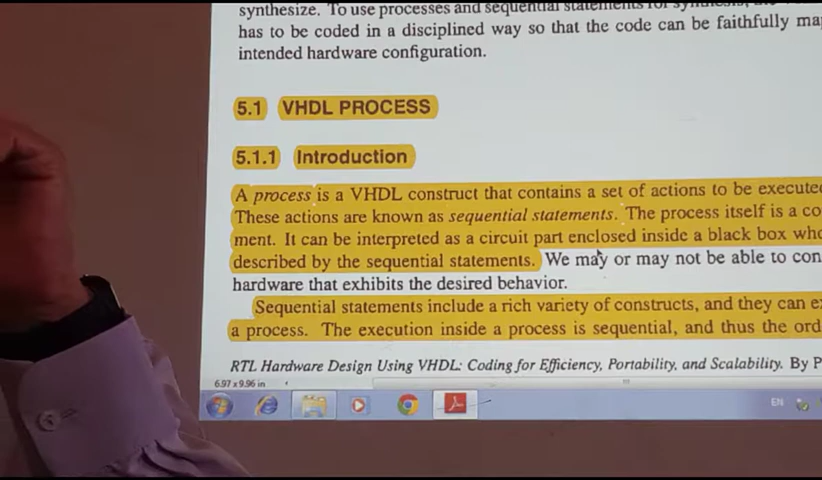 synthesize. To use processes and sequential statements for synthesis, the
has to be coded in a disciplined way so that the code can be faithfully
intended hardware configuration.
5.1 VHDL PROCESS
5.1.1 Introduction
A process is a VHDL construct that contains a set of actions to be
These actions are known as sequential statements. The process itself is a
ment. It can be interpreted as a circuit part enclosed inside a black box
described by the sequential statements. We may or may not be able to
hardware that exhibits the desired behavior.
Sequential statements include a rich variety of constructs, and they can
a process. The execution inside a process is sequential, and thus the
RTL Hardware Design Using VHDL: Coding for Efficiency, Portability, and Scalability. By P
6.97 x 9.96 in
EN